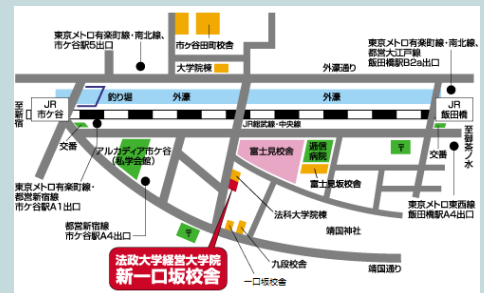 東京メトロ有楽町線・南北線、
市ケ谷駅5出口
市ケ谷田町校舎
大学院棟
東京メトロ有楽町線・南北線、
都営大江戸線
飯田橋駅B2a出口
外濠通り
釣り堀
外濠
外濠
至新宿
JR
市ケ谷
JR
飯田橋
JR総武線・中央線
至御茶ノ水
交番
アルカディア市ケ谷
(私学会館)
富士見校舎
逓信
病院
〒
交番
富士見坂校舎
東京メトロ有楽町線・
都営新宿線
市ケ谷駅A1出口
都営新宿線
市ケ谷駅A4出口
法科大学院棟
東京メトロ東西線
飯田橋駅A4出口
靖国神社
〒
法政大学経営大学院
新一口坂校舎
九段校舎
一口坂校舎
靖国通り